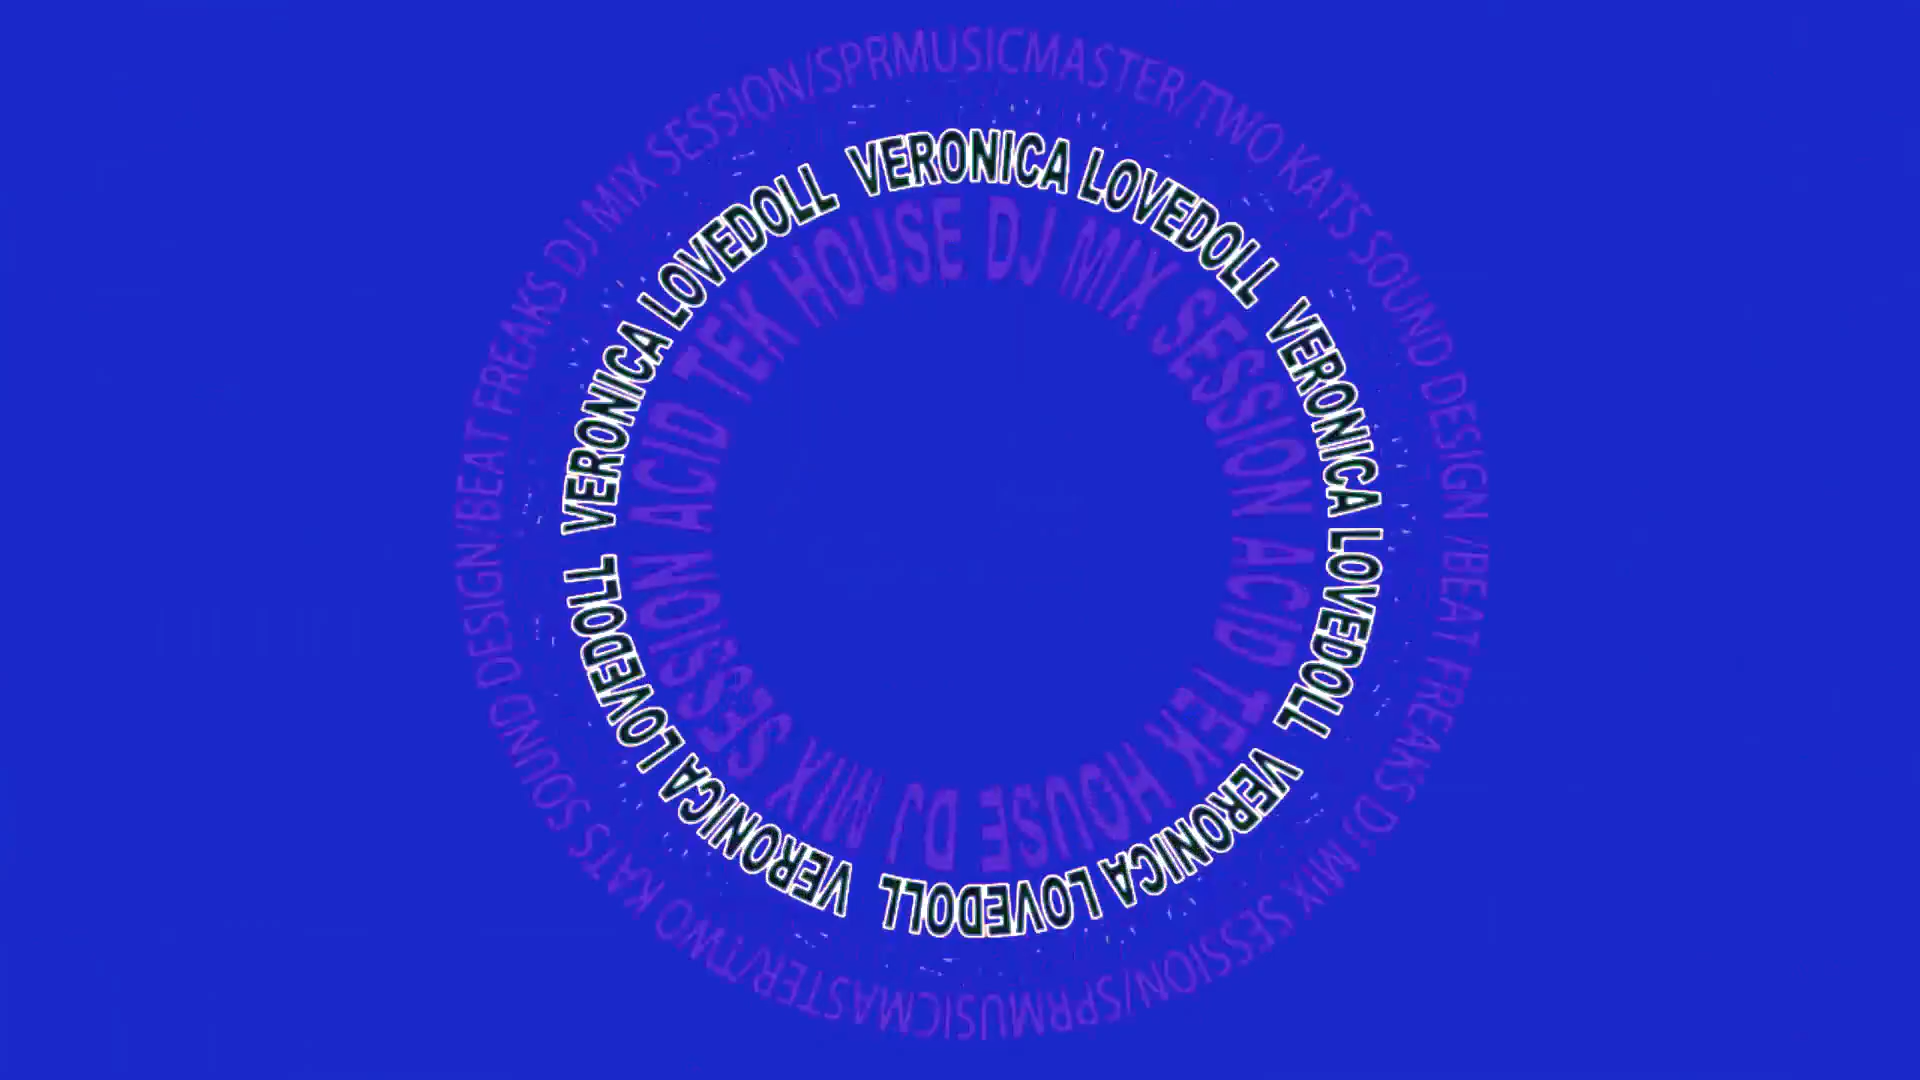 SPRMUSICMASTER/TWO KATS SOUND DESIGN /BEAT FREAKS DJ MIX SESSION/SPRMUSICMASTER/TWO KATS SOUND DESIGN/BEAT FREAKS DJ MIX SESSION/
VERONICA LOVEDOLL VERONICA LOVEDOLL VERONICA LOVEDOLL VERONICA LOVEDOLL VERONICA LOVEDOLL
ACID TEK HOUSE DJ MIX SESSION ACID TEK HOUSE DJ MIX SESSION